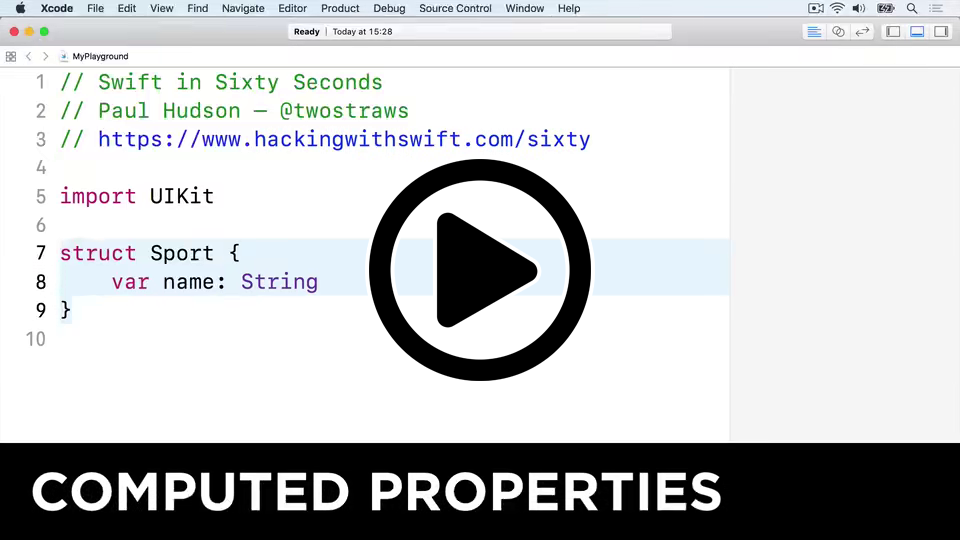 Xcode File Edit View Find Navigate Editor Product Debug Source Control Window Help
Ready | Today at 15:28
MyPlayground
1 // Swift in Sixty Seconds
2 // Paul Hudson — @twostraws
3 // https://www.hackingwithswift.com/sixty
4
5 import UIKit
6
7 struct Sport {
8 var name: String
9 }
10
COMPUTED PROPERTIES